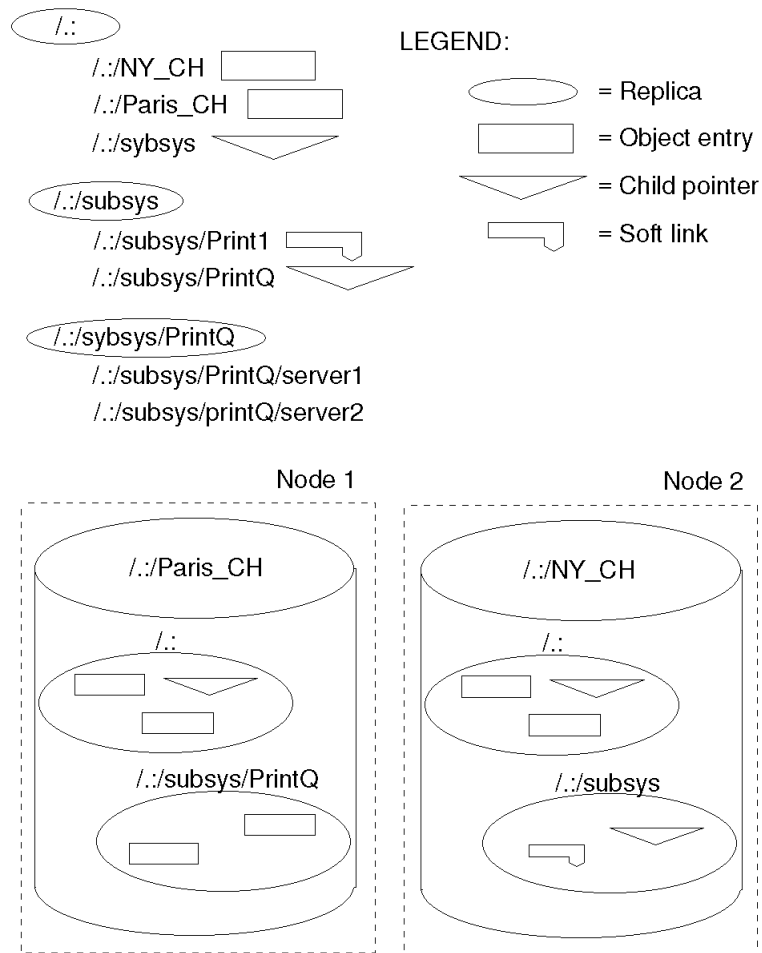 /.:
/.:/NY_CH
/.:/Paris_CH
/.:/sybsys
/.:/subsys
/.:/subsys/Print1
/.:/subsys/PrintQ
/.:/sybsys/PrintQ
/.:/subsys/PrintQ/server1
/.:/subsys/printQ/server2
LEGEND:
= Replica
= Object entry
= Child pointer
= Soft link
Node 1
/.:/Paris_CH
/.:
/.:/subsys/PrintQ
Node 2
/.:/NY_CH
/.:
/.:/subsys